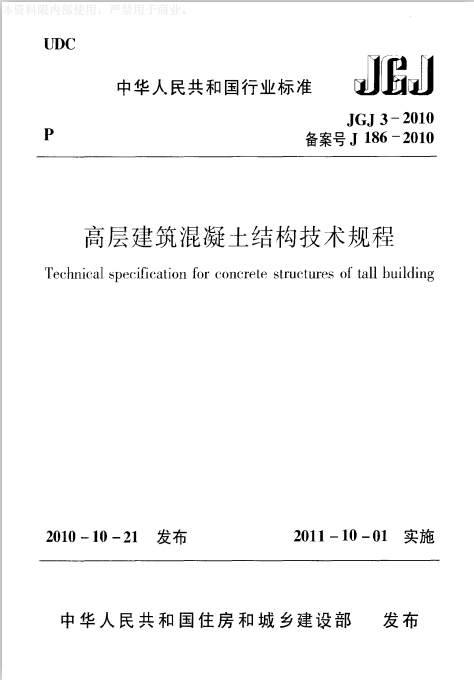 本资料限内部使用，严禁用于商业。
UDC
中华人民共和国行业标准
JGJ
JGJ 3-2010
P
备案号 J 186-2010
高层建筑混凝土结构技术规程
Technical specification for concrete structures of tall building
2010-10-21 发布
2011-10-01 实施
中华人民共和国住房和城乡建设部 发布